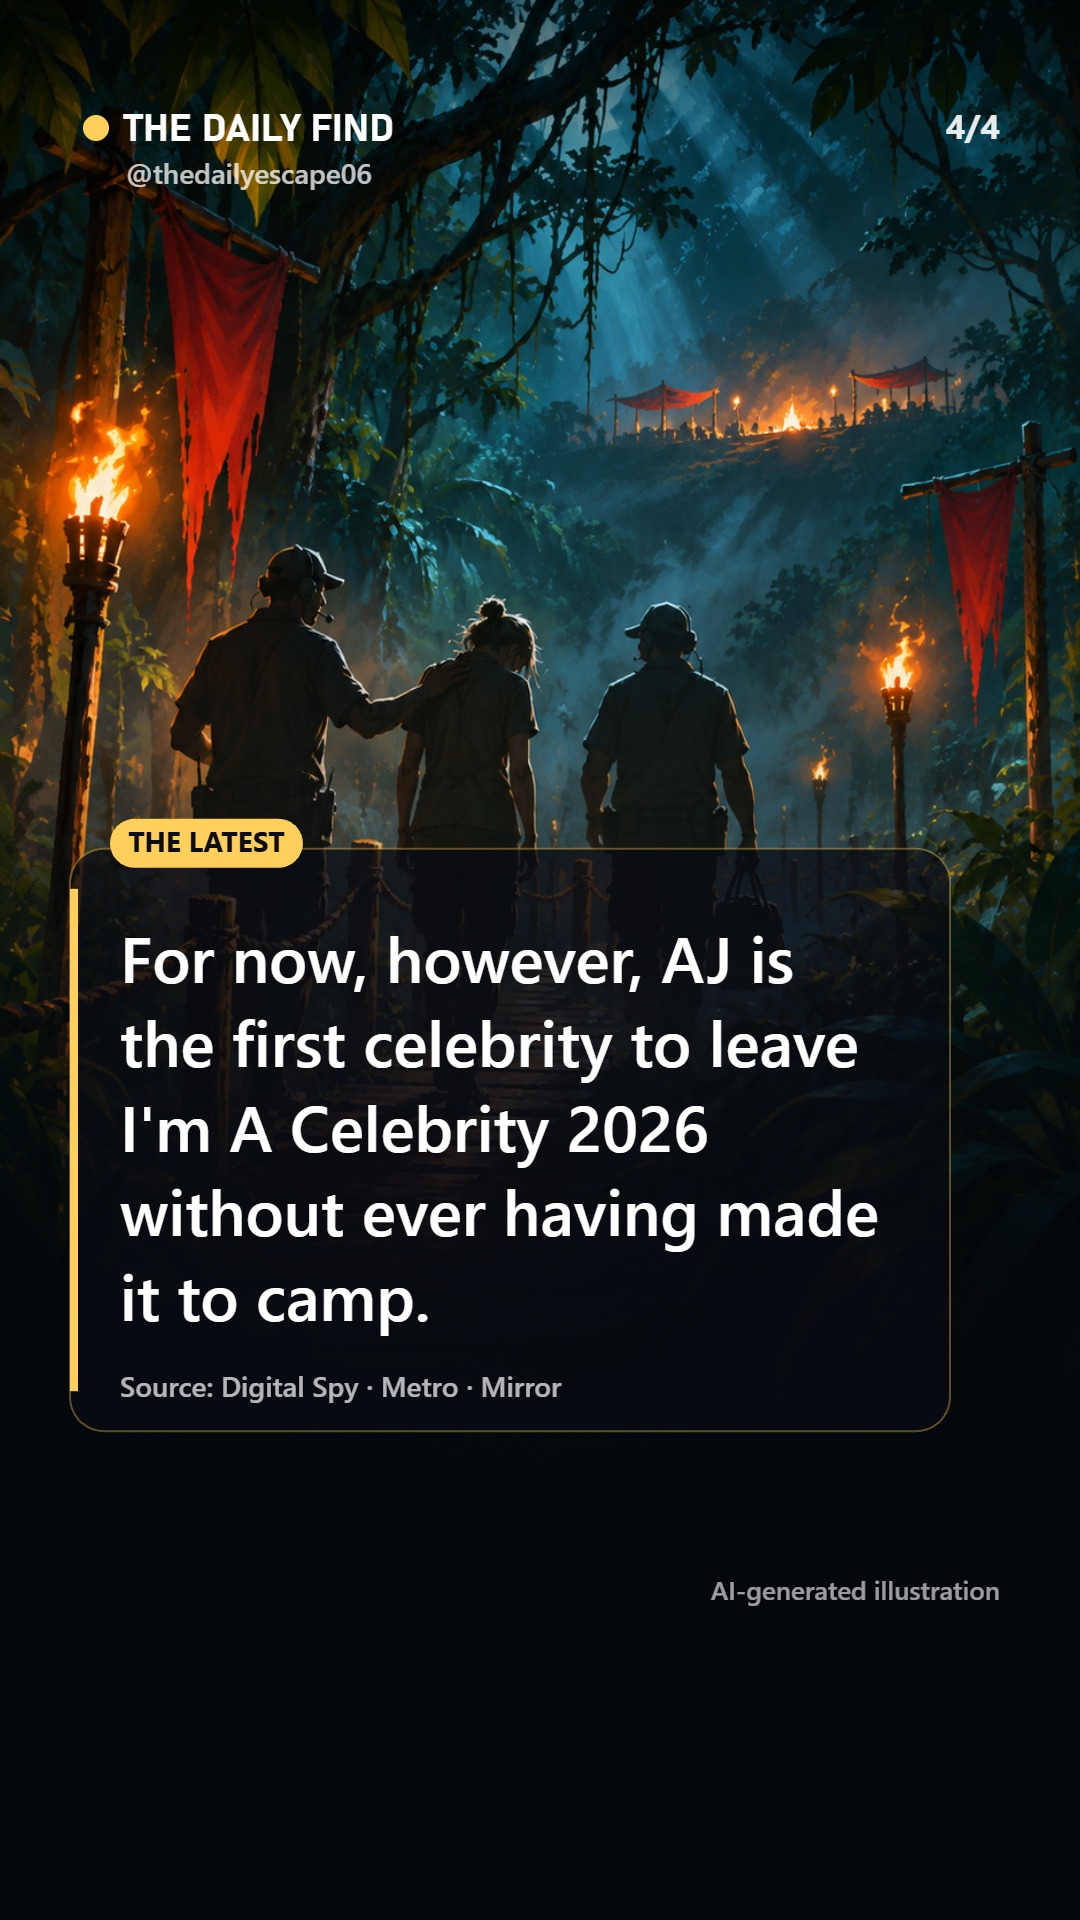 THE DAILY FIND
4/4
@thedailyescape06
THE LATEST
For now, however, AJ is
the first celebrity to leave
I'm A Celebrity 2026
without ever having made
it to camp.
Source: Digital Spy · Metro · Mirror
AI-generated illustration